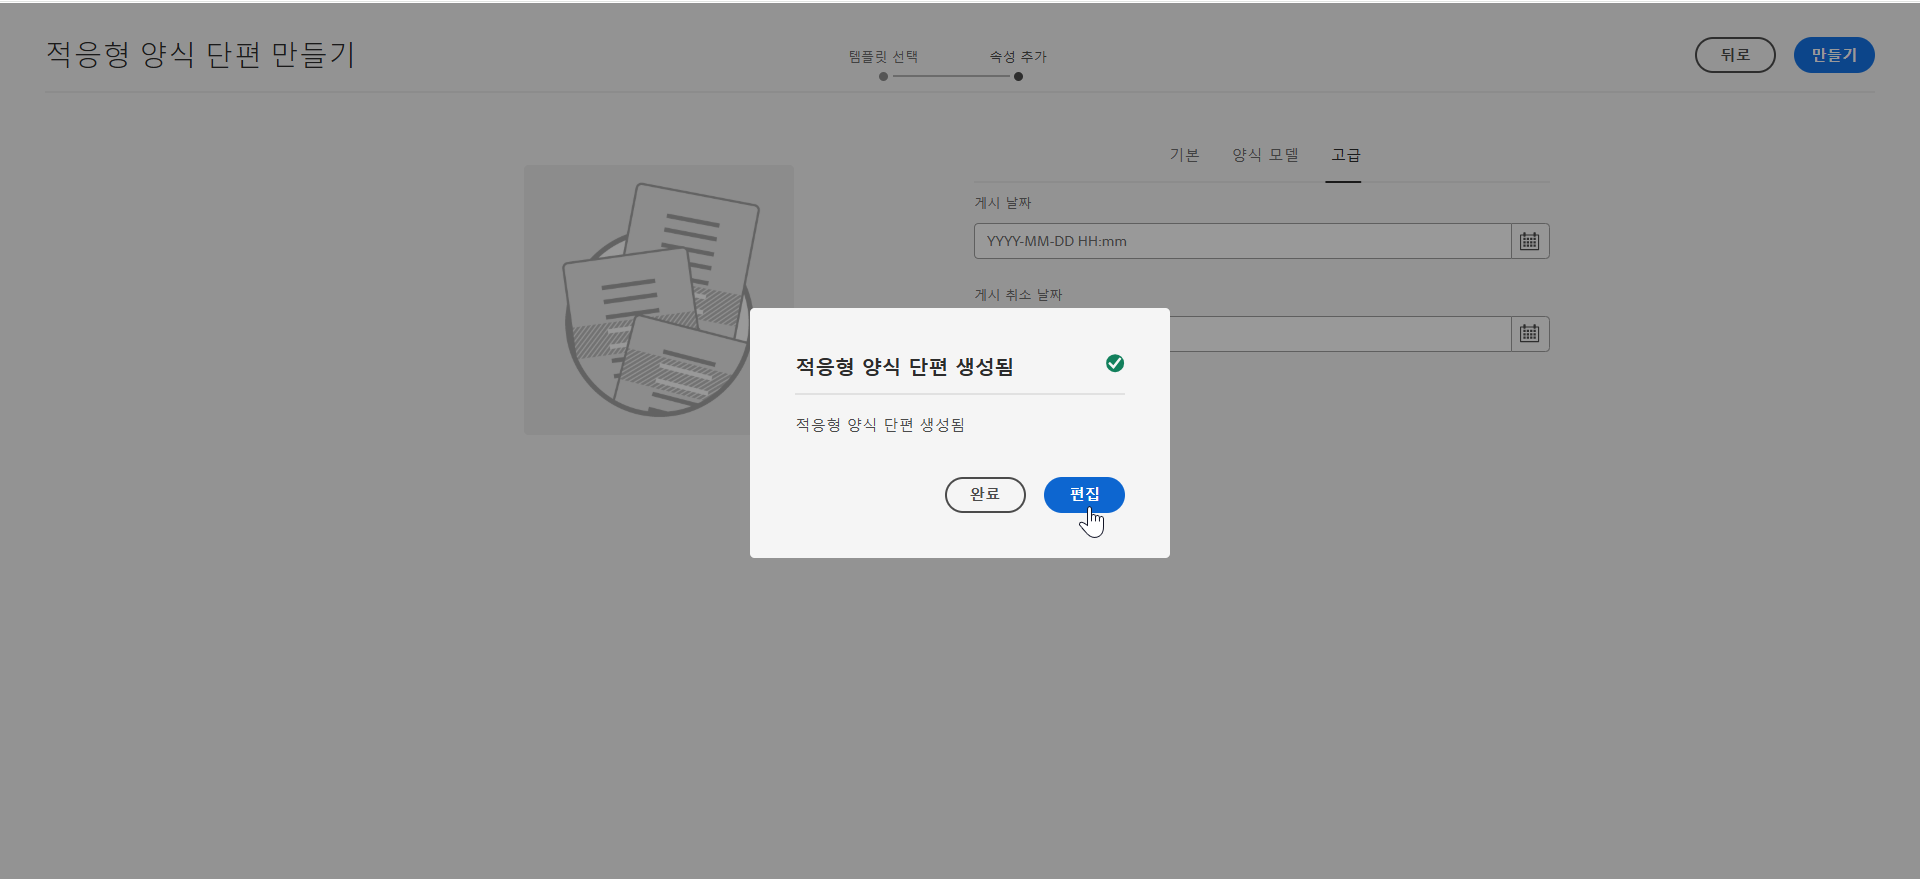 적응형 양식 단편 만들기
템플릿 선택
속성 추가
뒤로
만들기
기본
양식 모델
고급
게시 날짜
YYYY-MM-DD HH:mm
게시 취소 날짜
적응형 양식 단편 생성됨
적응형 양식 단편 생성됨
완료
편집